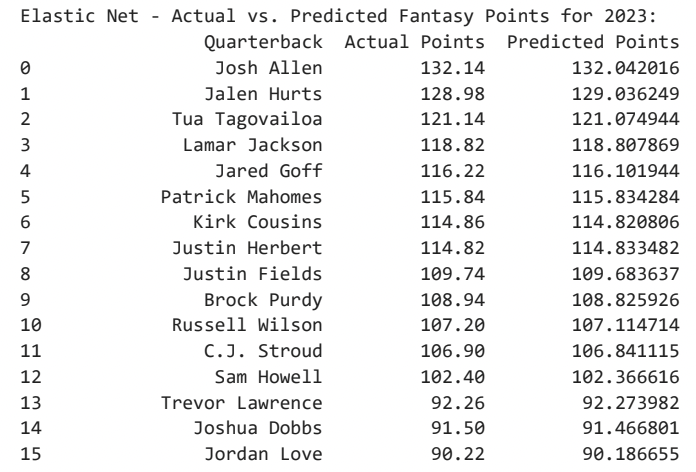 Elastic Net - Actual vs. Predicted Fantasy Points for 2023:
Quarterback Actual Points Predicted Points
0 Josh Allen 132.14 132.042016
1 Jalen Hurts 128.98 129.036249
2 Tua Tagovailoa 121.14 121.074944
3 Lamar Jackson 118.82 118.807869
4 Jared Goff 116.22 116.101944
5 Patrick Mahomes 115.84 115.834284
6 Kirk Cousins 114.86 114.820806
7 Justin Herbert 114.82 114.833482
8 Justin Fields 109.74 109.683637
9 Brock Purdy 108.94 108.825926
10 Russell Wilson 107.20 107.114714
11 C.J. Stroud 106.90 106.841115
12 Sam Howell 102.40 102.366616
13 Trevor Lawrence 92.26 92.273982
14 Joshua Dobbs 91.50 91.466801
15 Jordan Love 90.22 90.186655